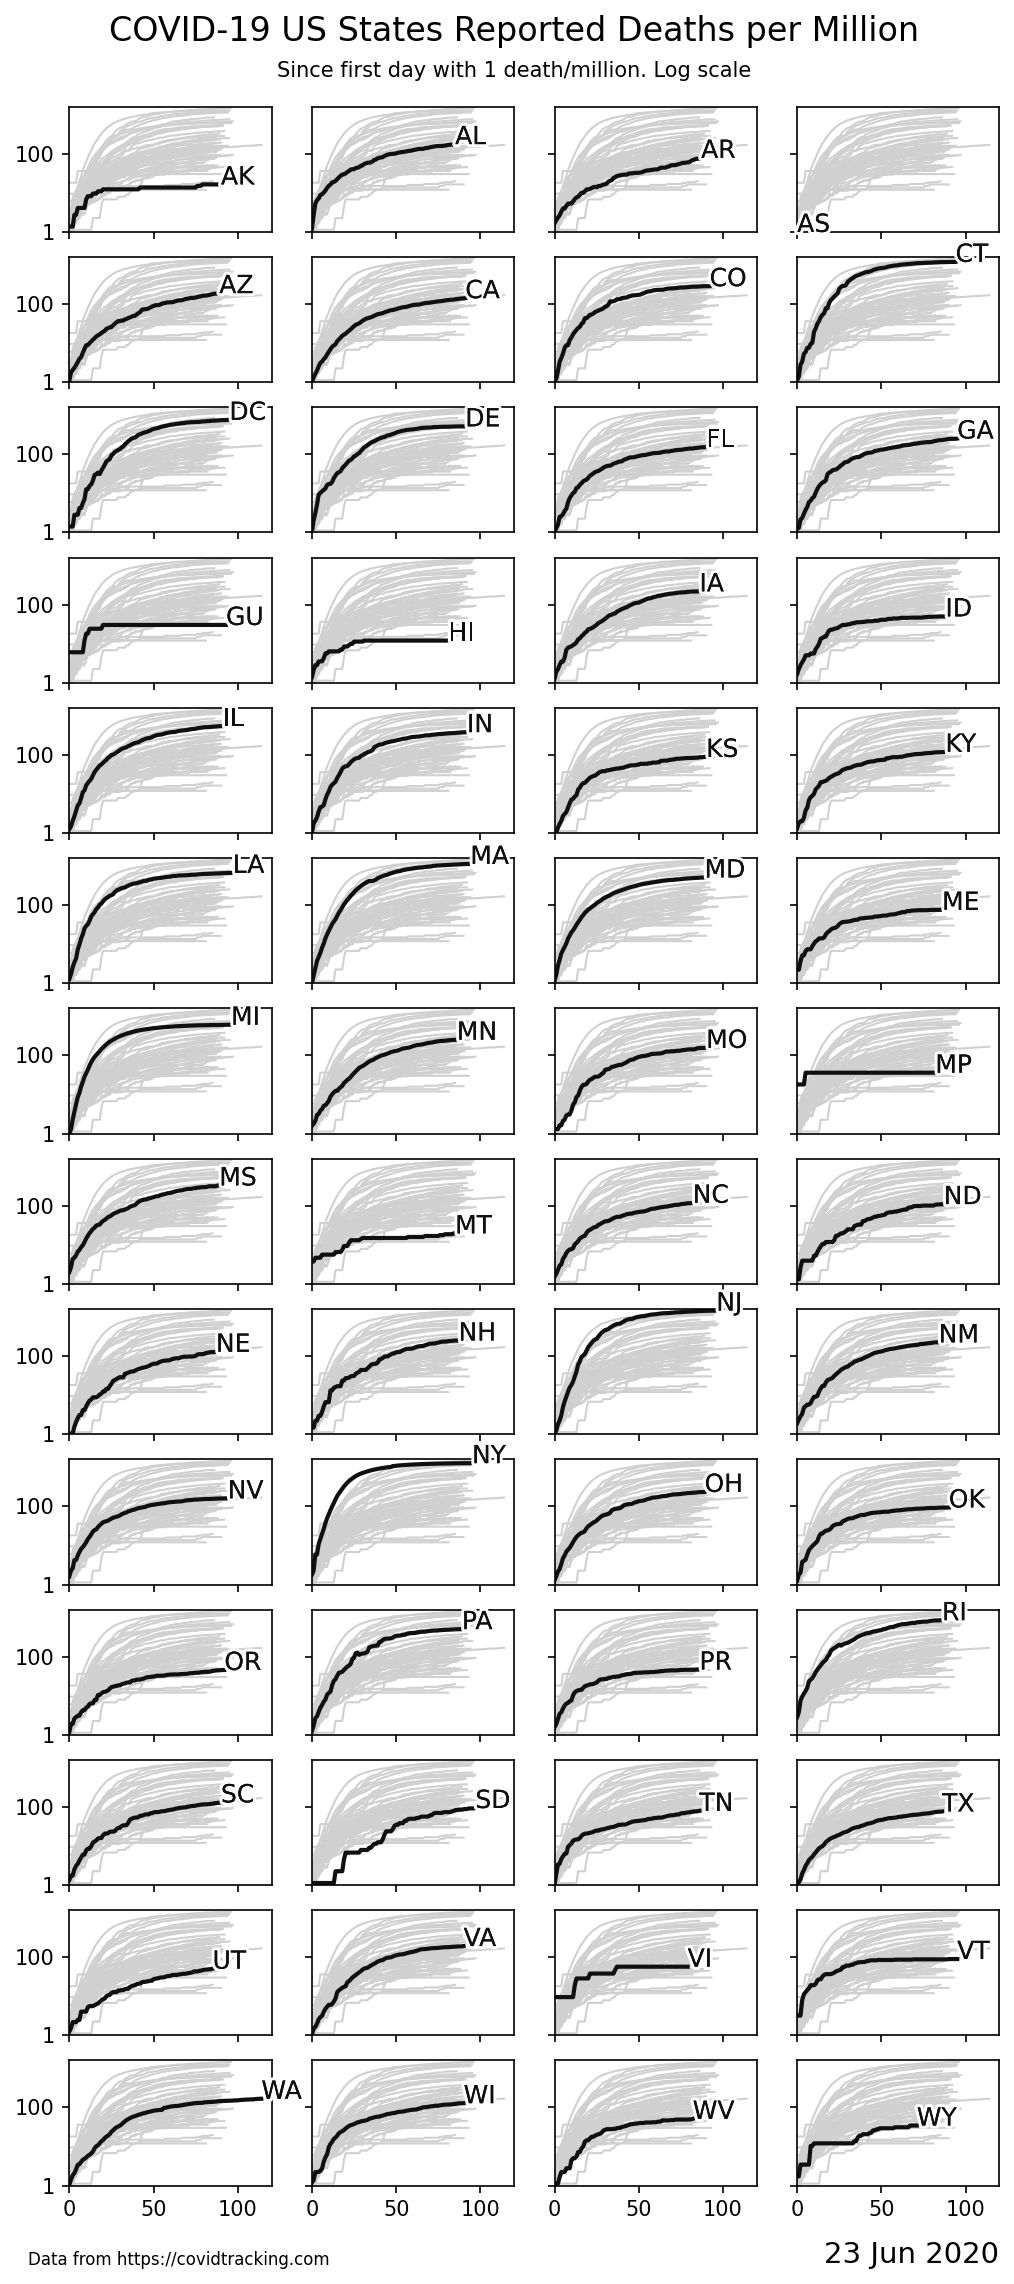 COVID-19 US States Reported Deaths per Million
Since first day with 1 death/million. Log scale
100
1
AK
AL
AR
AS
100
1
AZ
CA
CO
CT
100
1
DC
DE
FL
GA
100
1
GU
HI
IA
ID
100
1
IL
IN
KS
KY
100
1
LA
MA
MD
ME
100
1
MI
MN
MO
MP
100
1
MS
MT
NC
ND
100
1
NE
NH
NJ
NM
100
1
NV
NY
OH
OK
100
1
OR
PA
PR
RI
100
1
SC
SD
TN
TX
100
1
UT
VA
VI
VT
100
1
WA
WI
WV
WY
0 50 100 0 50 100 0 50 100 0 50 100
Data from https://covidtracking.com
23 Jun 2020